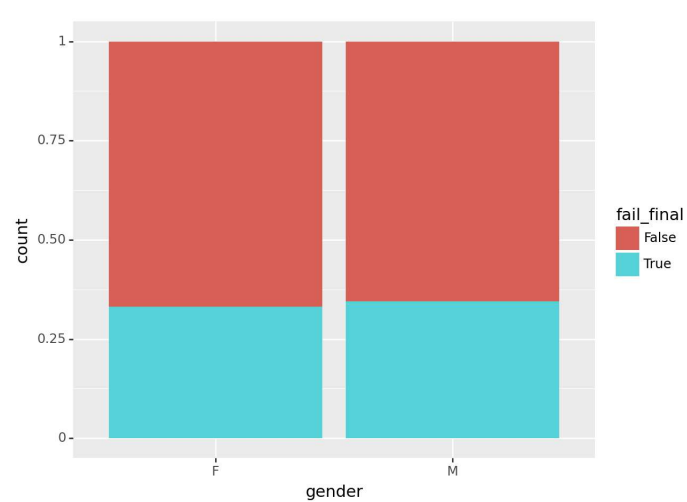 1
0.75
0.50
0.25
0
count
F
M
gender
fail_final
False
True